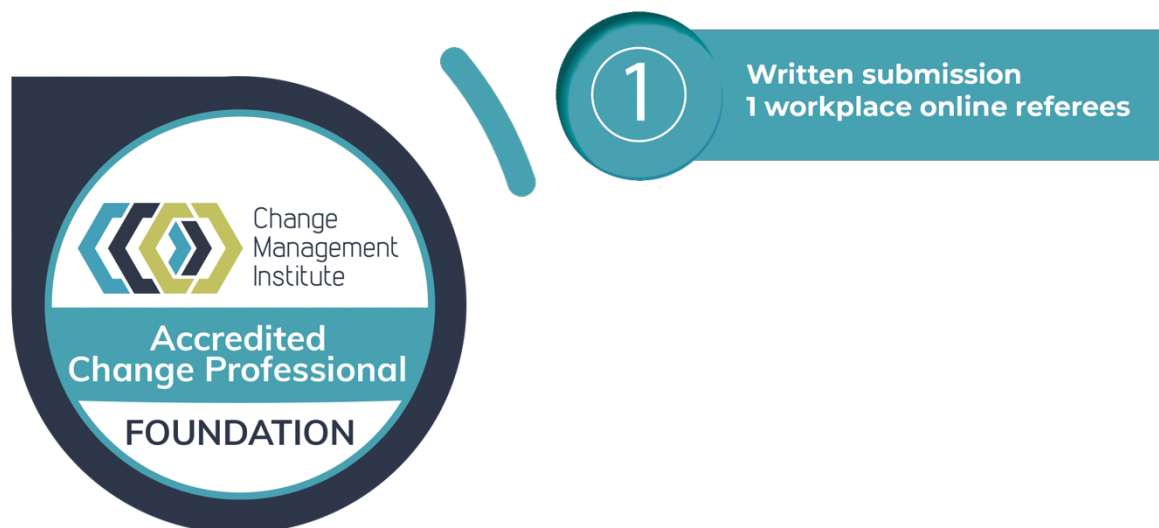 Change
Management
Institute
Accredited
Change Professional
FOUNDATION
1
Written submission
1 workplace online referees